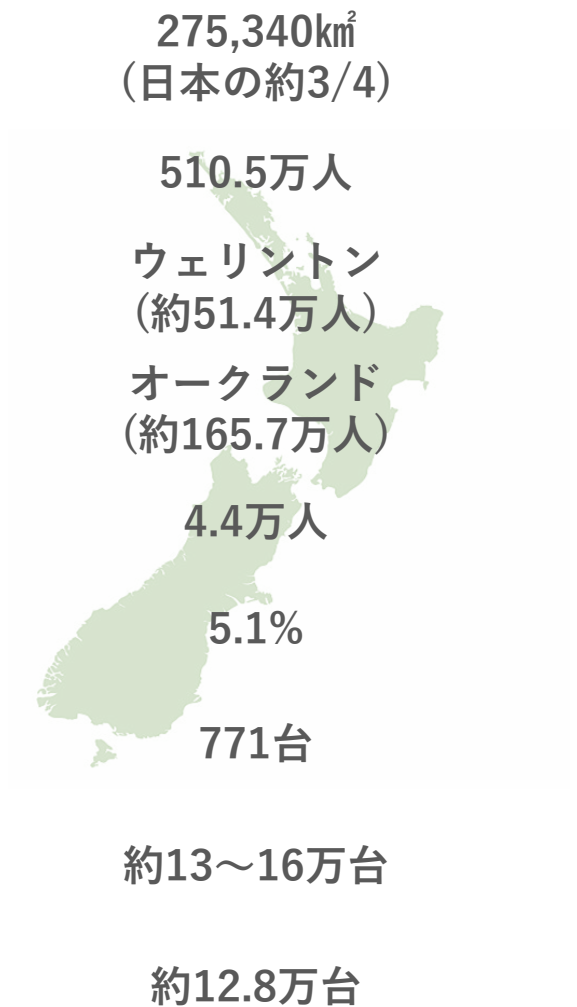 275,340㎢
(日本の約3/4)
510.5万人
ウェリントン
(約51.4万人)
オークランド
(約165.7万人)
4.4万人
5.1%
771台
約13～16万台
約12.8万台